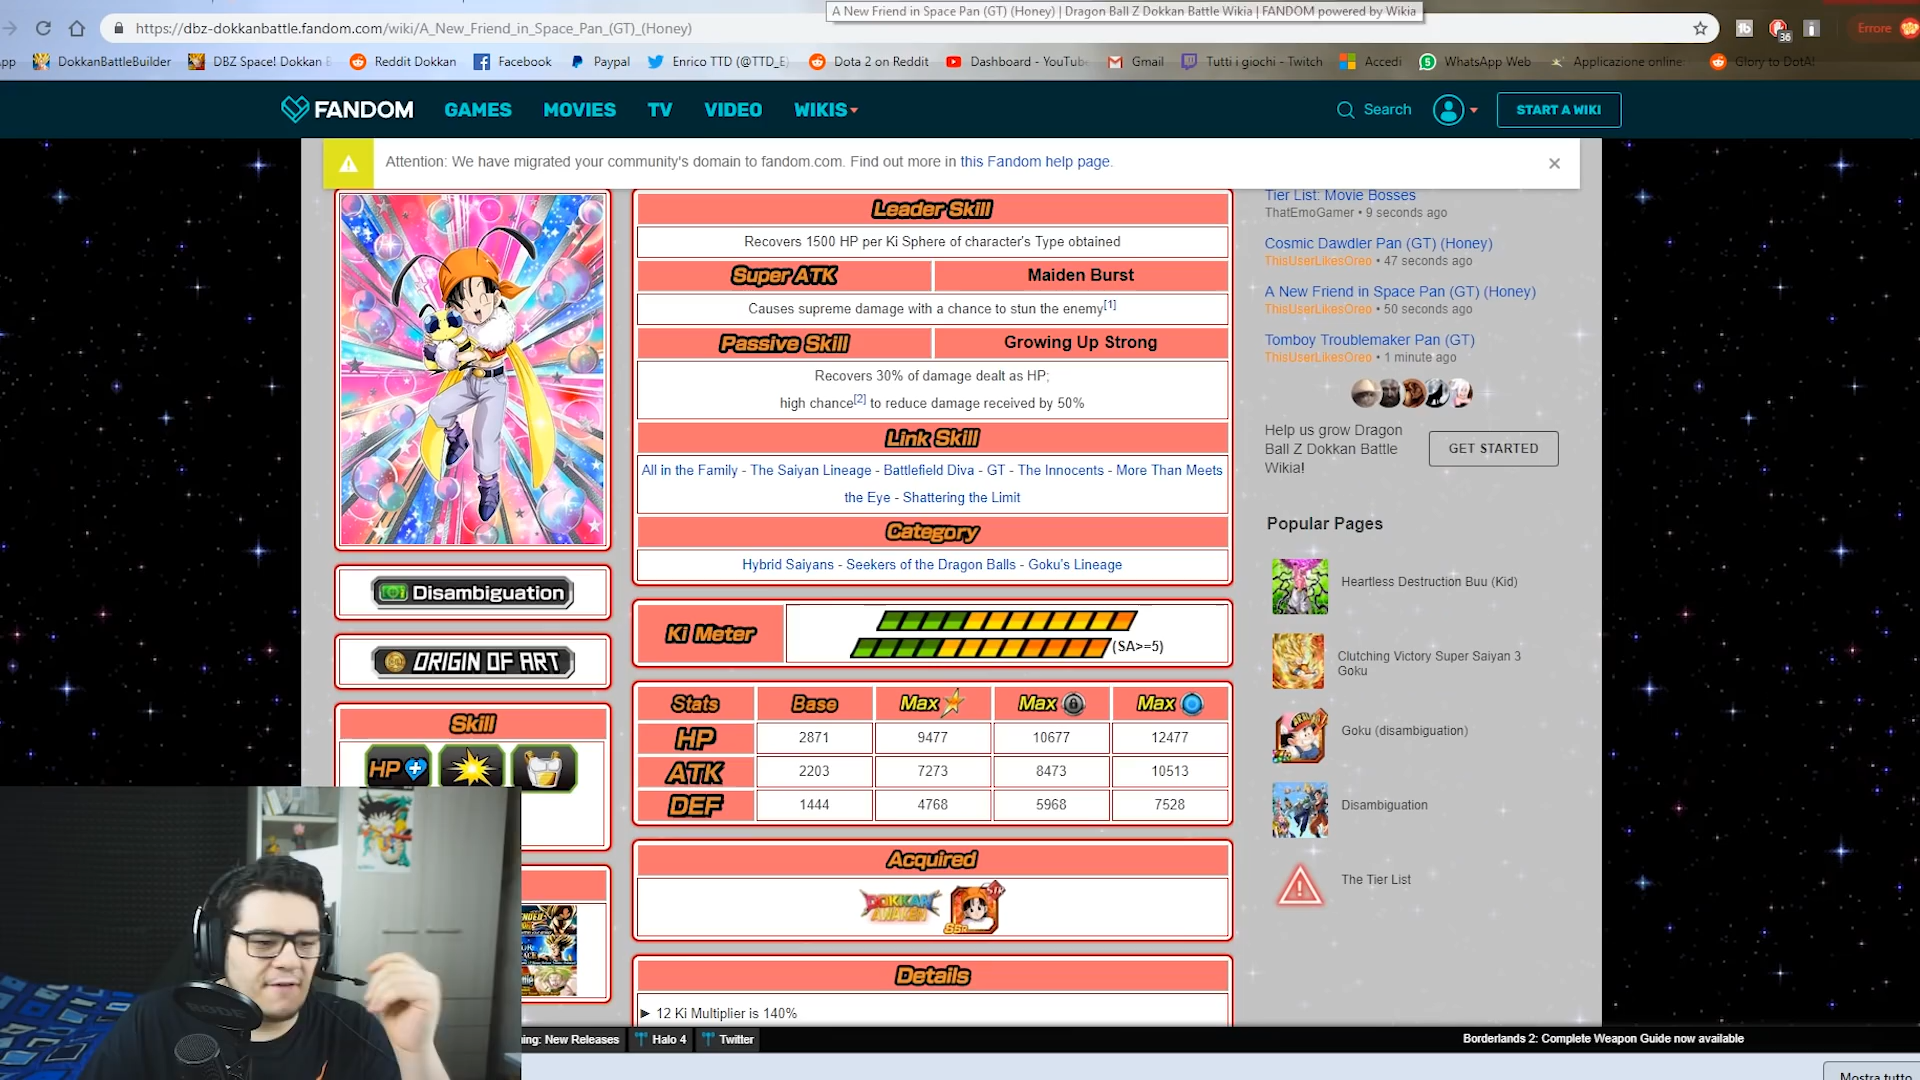 A New Friend in Space Pan (GT) (Honey) | Dragon Ball Z Dokkan Battle Wikia | FANDOM powered by Wikia
https://dbz-dokkanbattle.fandom.com/wiki/A_New_Friend_in_Space_Pan_(GT)_(Honey)
36
Errore
pp DokkanBattleBuilder DBZ Space! Dokkan Reddit Dokkan Facebook Paypal Enrico TTD (@TTD_E) Dota 2 on Reddit Dashboard - YouTube Gmail Tutti i giochi - Twitch Accedi WhatsApp Web Applicazione online Glory to DotA!
FANDOM GAMES MOVIES TV VIDEO WIKIS Search START A WIKI
Attention: We have migrated your community's domain to fandom.com. Find out more in this Fandom help page.
Leader Skill
Recovers 1500 HP per Ki Sphere of character's Type obtained
Super ATK Maiden Burst
Causes supreme damage with a chance to stun the enemy[1]
Passive Skill Growing Up Strong
Recovers 30% of damage dealt as HP;
high chance[2] to reduce damage received by 50%
Link Skill
All in the Family - The Saiyan Lineage - Battlefield Diva - GT - The Innocents - More Than Meets
the Eye - Shattering the Limit
Category
Hybrid Saiyans - Seekers of the Dragon Balls - Goku's Lineage
Disambiguation
ORIGIN OF ART
Skill
HP
Ki Meter
(SA>=5)
Stats Base Max Max Max
HP 2871 9477 10677 12477
ATK 2203 7273 8473 10513
DEF 1444 4768 5968 7528
Acquired
DOKKAN AWAKEN
Details
► 12 Ki Multiplier is 140%
Tier List: Movie Bosses
ThatEmoGamer • 9 seconds ago
Cosmic Dawdler Pan (GT) (Honey)
ThisUserLikesOreo • 47 seconds ago
A New Friend in Space Pan (GT) (Honey)
ThisUserLikesOreo • 50 seconds ago
Tomboy Troublemaker Pan (GT)
ThisUserLikesOreo • 1 minute ago
Help us grow Dragon
Ball Z Dokkan Battle
Wikia!
GET STARTED
Popular Pages
Heartless Destruction Buu (Kid)
Clutching Victory Super Saiyan 3
Goku
Goku (disambiguation)
Disambiguation
The Tier List
ing: New Releases Halo 4 Twitter
Borderlands 2: Complete Weapon Guide now available
Mostra tutto
RODE